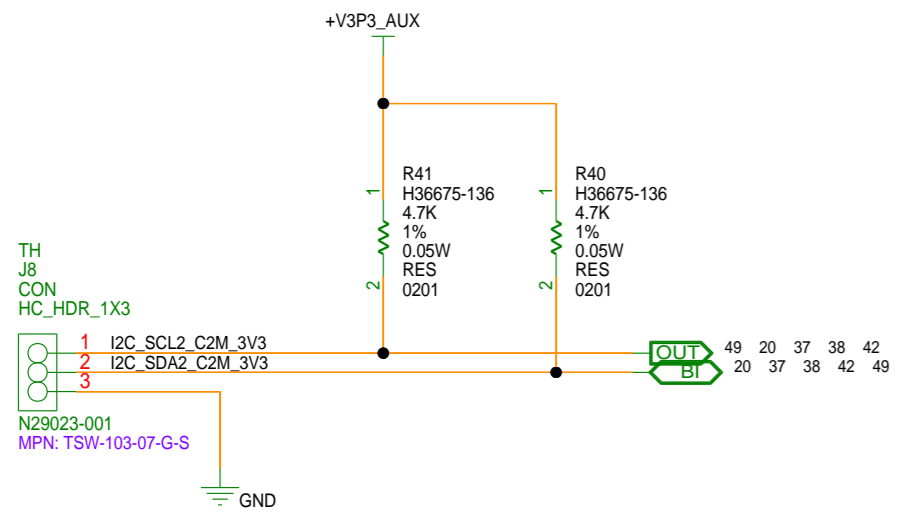 +V3P3_AUX
R41
H36675-136
4.7K
1%
0.05W
RES
0201
1
2
R40
H36675-136
4.7K
1%
0.05W
RES
0201
1
2
TH
J8
CON
HC_HDR_1X3
1 I2C_SCL2_C2M_3V3
2 I2C_SDA2_C2M_3V3
3
OUT 49 20 37 38 42
BI 20 37 38 42 49
N29023-001
MPN: TSW-103-07-G-S
GND